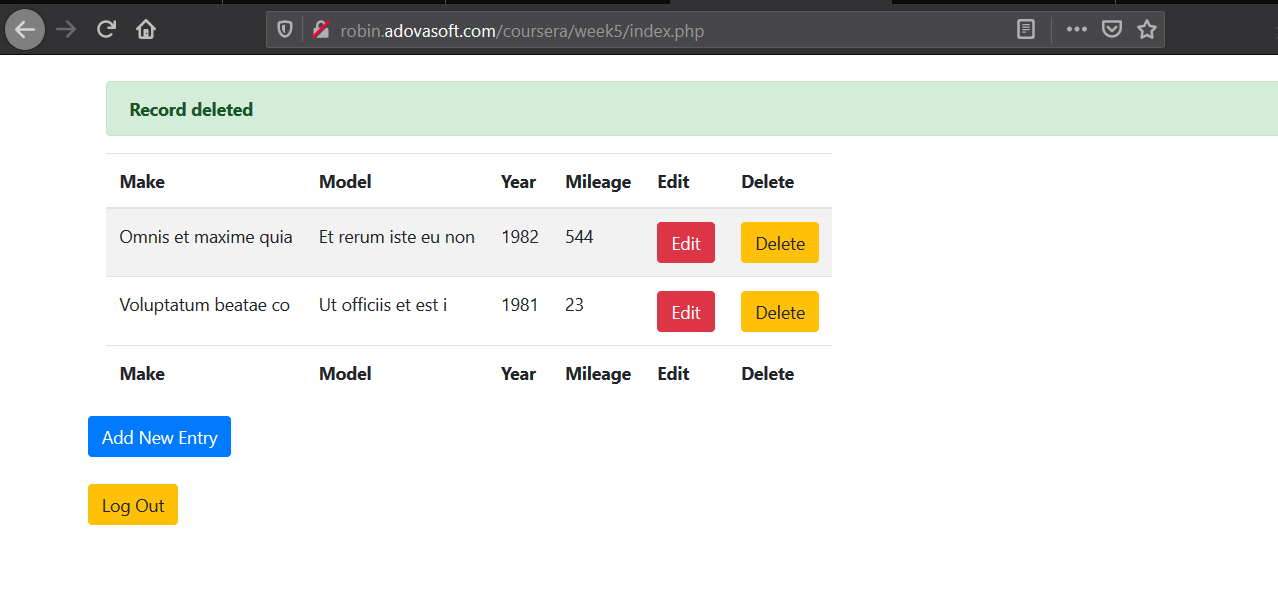 robin.adovasoft.com/coursera/week5/index.php
Record deleted
Make Model Year Mileage Edit Delete
Omnis et maxime quia Et rerum iste eu non 1982 544 Edit Delete
Voluptatum beatae co Ut officiis et est i 1981 23 Edit Delete
Make Model Year Mileage Edit Delete
Add New Entry
Log Out